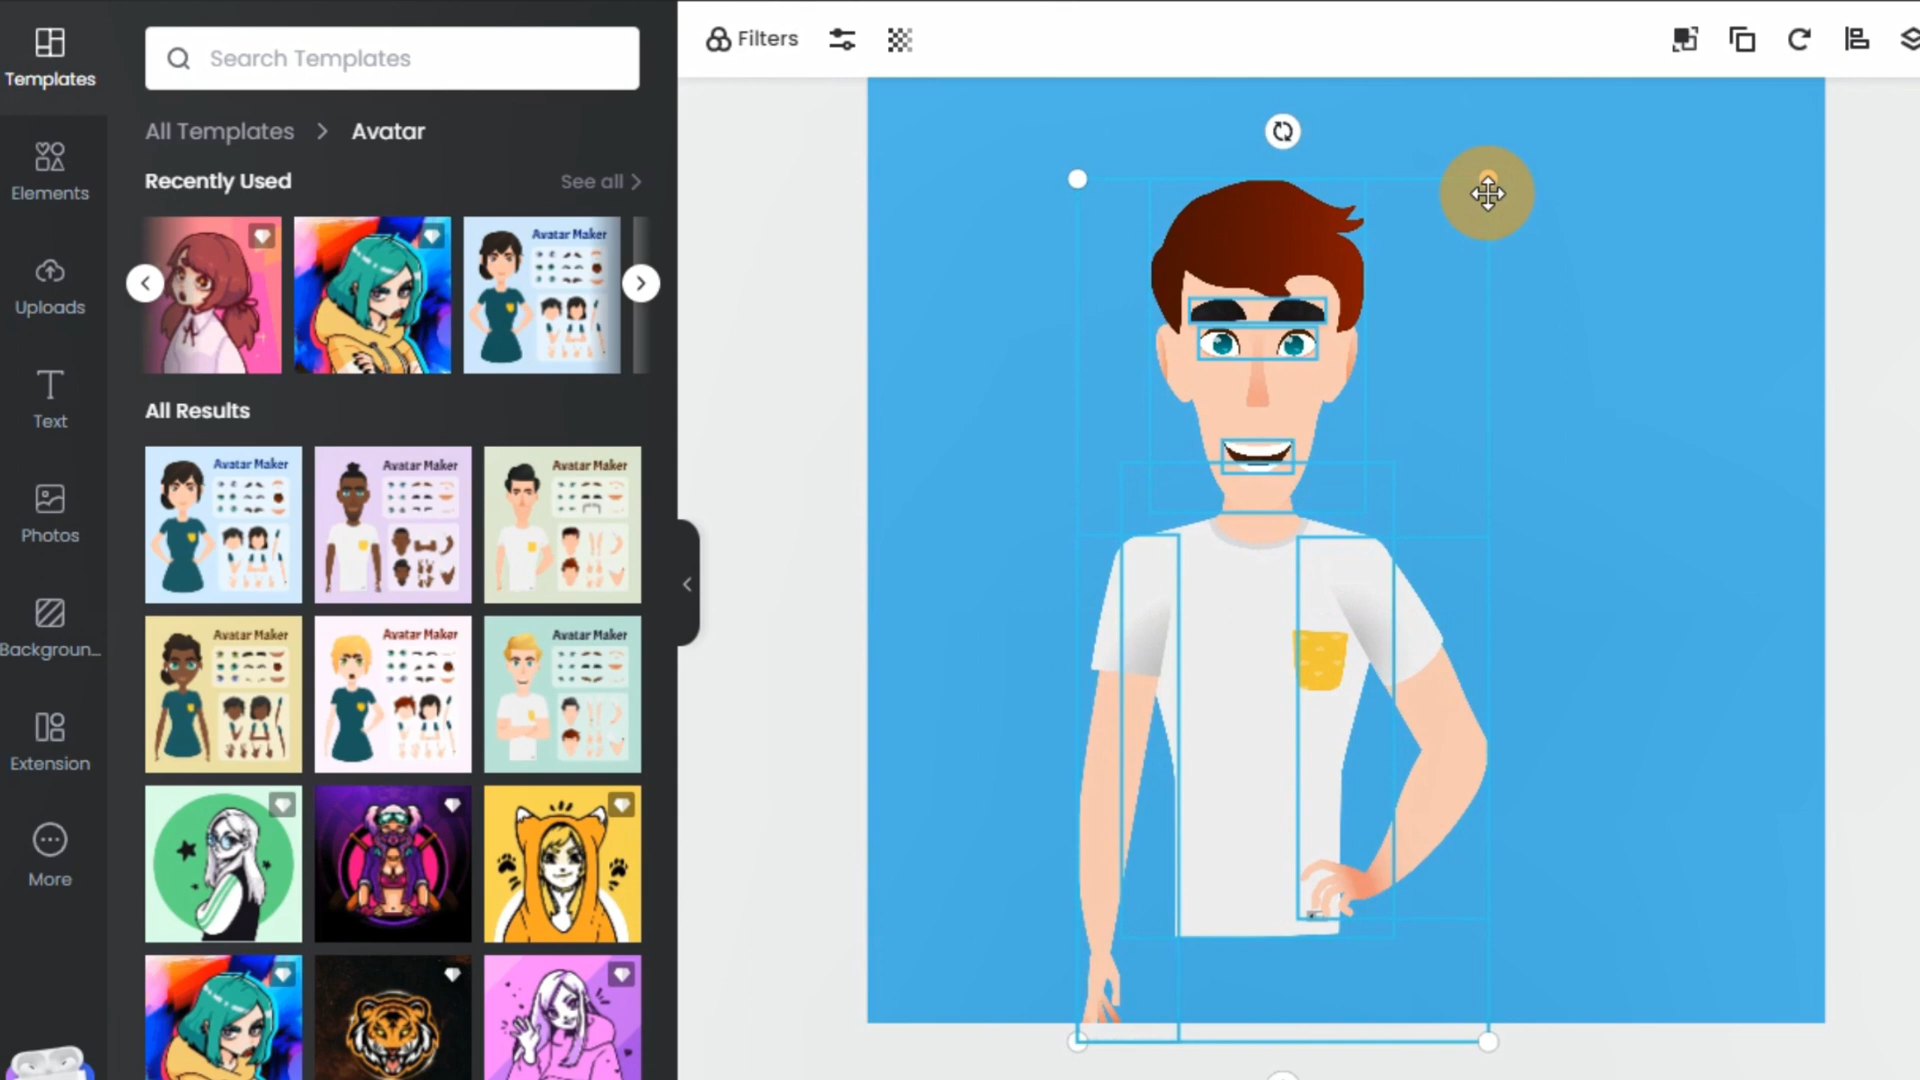 Templates
Elements
Uploads
Text
Photos
Backgroun...
Extension
More
Search Templates
All Templates > Avatar
Recently Used
See all >
Avatar Maker
All Results
Avatar Maker
Avatar Maker
Avatar Maker
Avatar Maker
Avatar Maker
Avatar Maker
Filters